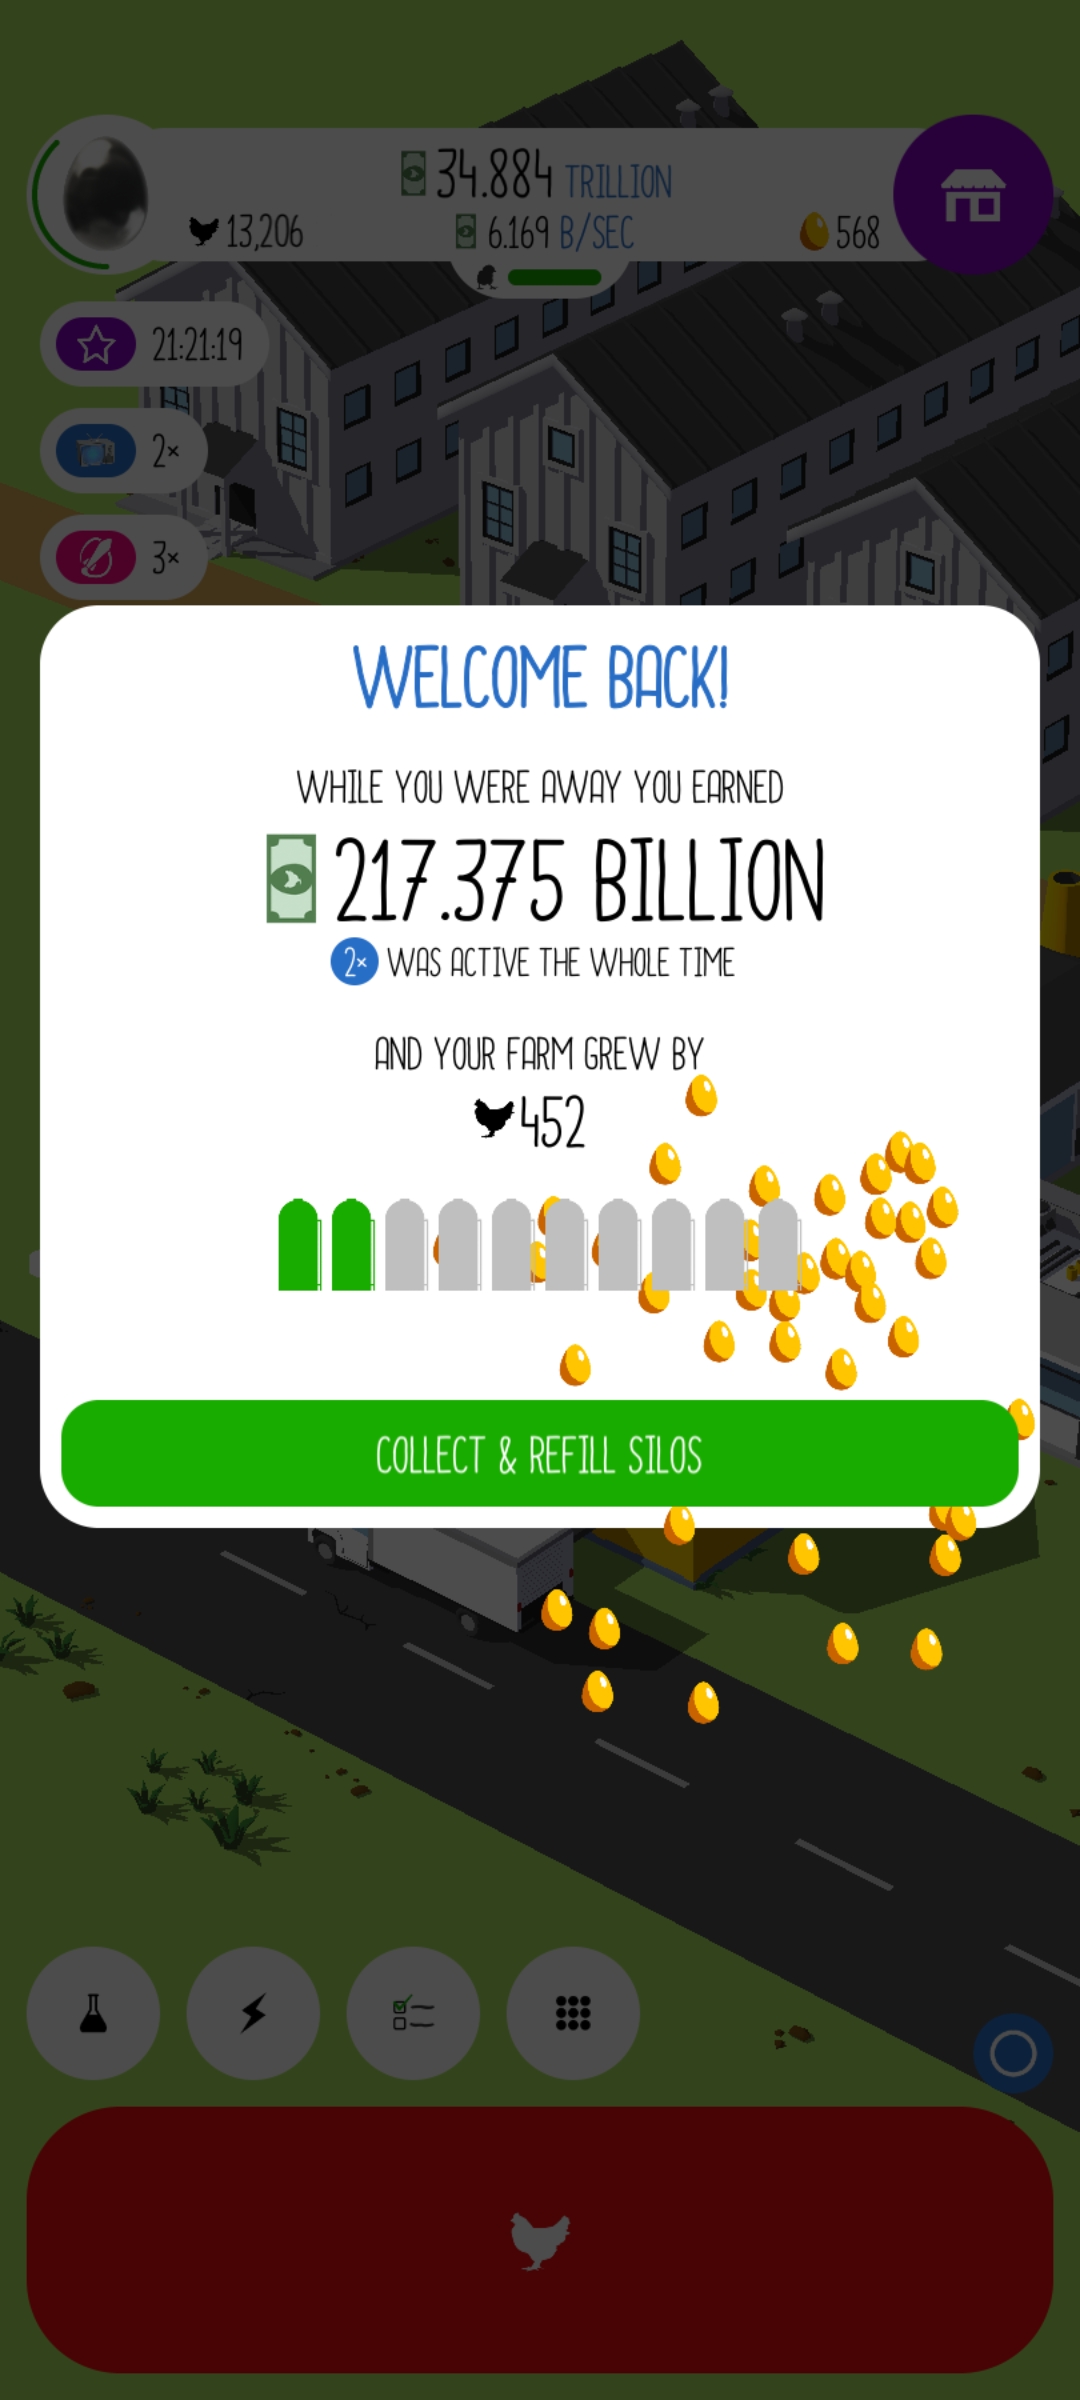 34.884 TRILLION
13,206
6.169 B/SEC
568
21:21:19
2×
3×
WELCOME BACK!
WHILE YOU WERE AWAY YOU EARNED
217.375 BILLION
2× WAS ACTIVE THE WHOLE TIME
AND YOUR FARM GREW BY
452
COLLECT & REFILL SILOS